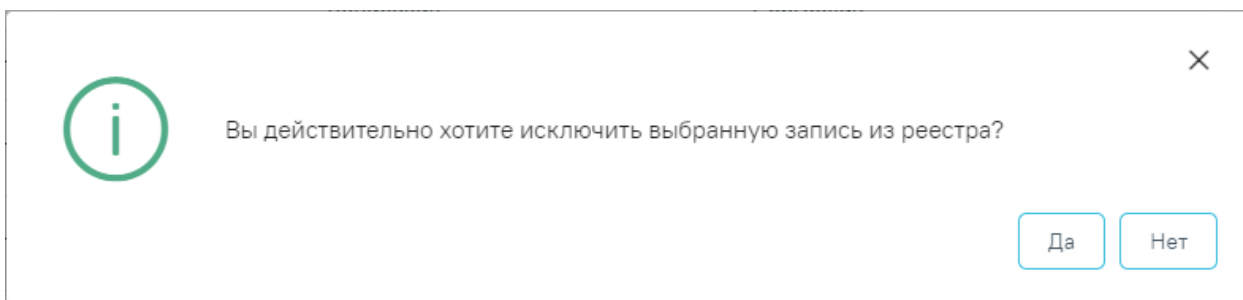 Вы действительно хотите исключить выбранную запись из реестра?
Да Нет